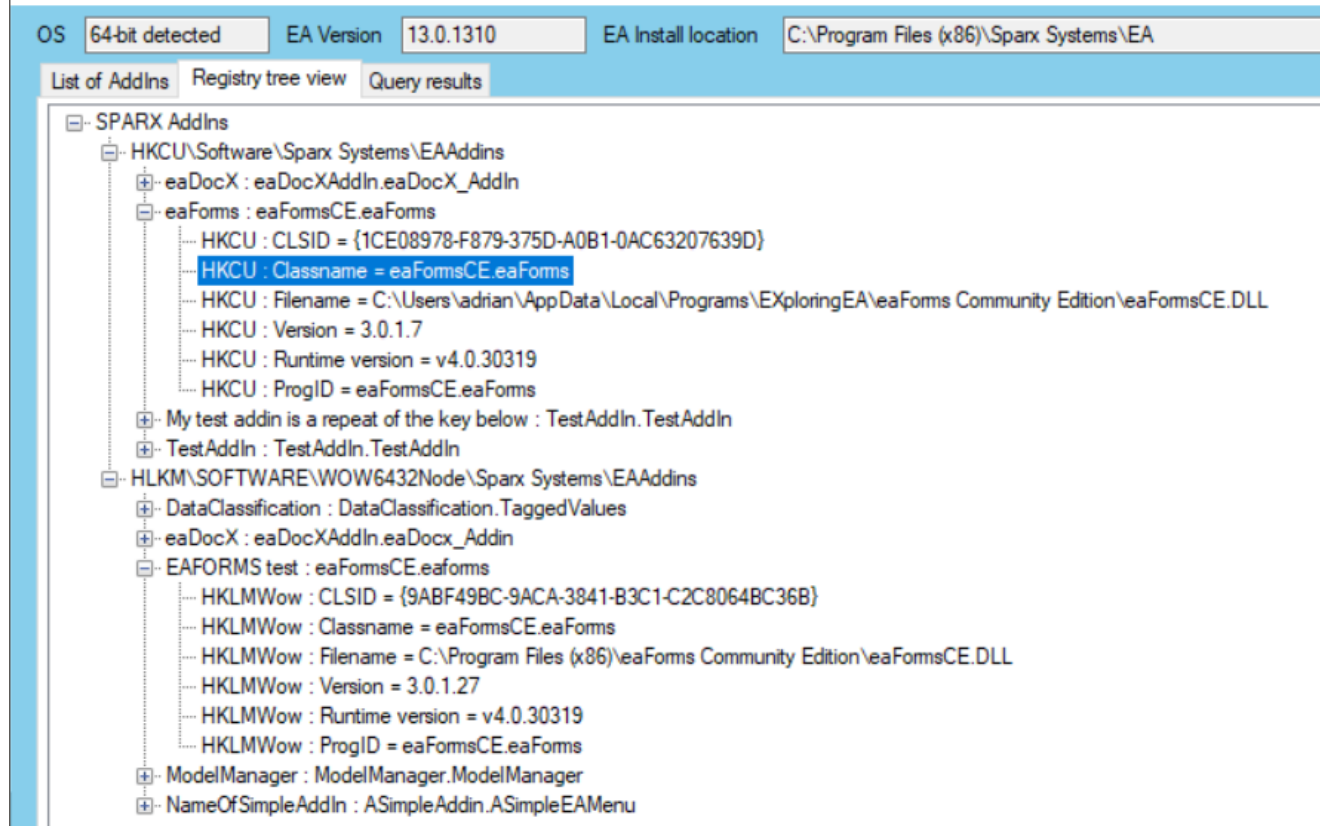 OS 64-bit detected EA Version 13.0.1310 EA Install location C:\Program Files (x86)\Sparx Systems\EA
List of AddIns Registry tree view Query results
SPARX AddIns
HKCU\Software\Sparx Systems\EAAddins
eaDocX : eaDocXAddIn.eaDocX_AddIn
eaForms : eaFormsCE.eaForms
HKCU : CLSID = {1CE08978-F879-375D-A0B1-0AC63207639D}
HKCU : Classname = eaFormsCE.eaForms
HKCU : Filename = C:\Users\adrian\AppData\Local\Programs\EXploringEA\eaForms Community Edition\eaFormsCE.DLL
HKCU : Version = 3.0.1.7
HKCU : Runtime version = v4.0.30319
HKCU : ProgID = eaFormsCE.eaForms
My test addin is a repeat of the key below : TestAddIn.TestAddIn
TestAddIn : TestAddIn.TestAddIn
HLKM\SOFTWARE\WOW6432Node\Sparx Systems\EAAddins
DataClassification : DataClassification.TaggedValues
eaDocX : eaDocXAddIn.eaDocx_Addin
EAFORMS test : eaFormsCE.eaforms
HKLMWow : CLSID = {9ABF49BC-9ACA-3841-B3C1-C2C8064BC36B}
HKLMWow : Classname = eaFormsCE.eaForms
HKLMWow : Filename = C:\Program Files (x86)\eaForms Community Edition\eaFormsCE.DLL
HKLMWow : Version = 3.0.1.27
HKLMWow : Runtime version = v4.0.30319
HKLMWow : ProgID = eaFormsCE.eaForms
ModelManager : ModelManager.ModelManager
NameOfSimpleAddIn : ASimpleAddin.ASimpleEAMenu